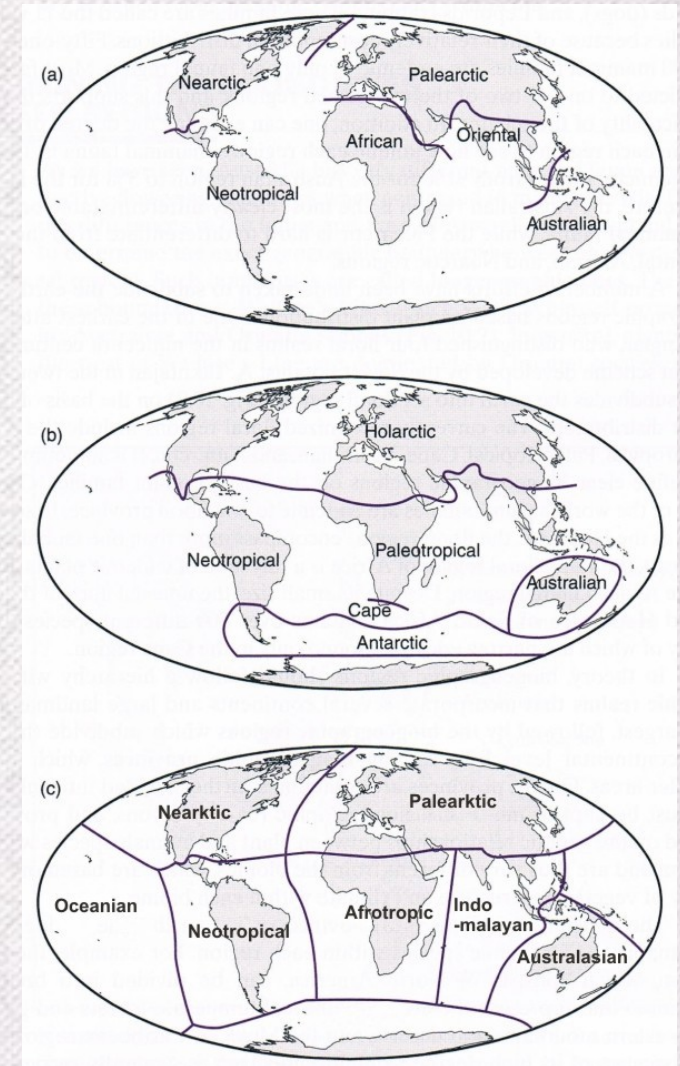 (a)
Nearctic
Palearctic
African
Oriental
Neotropical
Australian
(b)
Holarctic
Neotropical
Paleotropical
Australian
Cape
Antarctic
(c)
Nearktic
Palearktic
Oceanian
Neotropical
Afrotropic
Indo
-malayan
Australasian